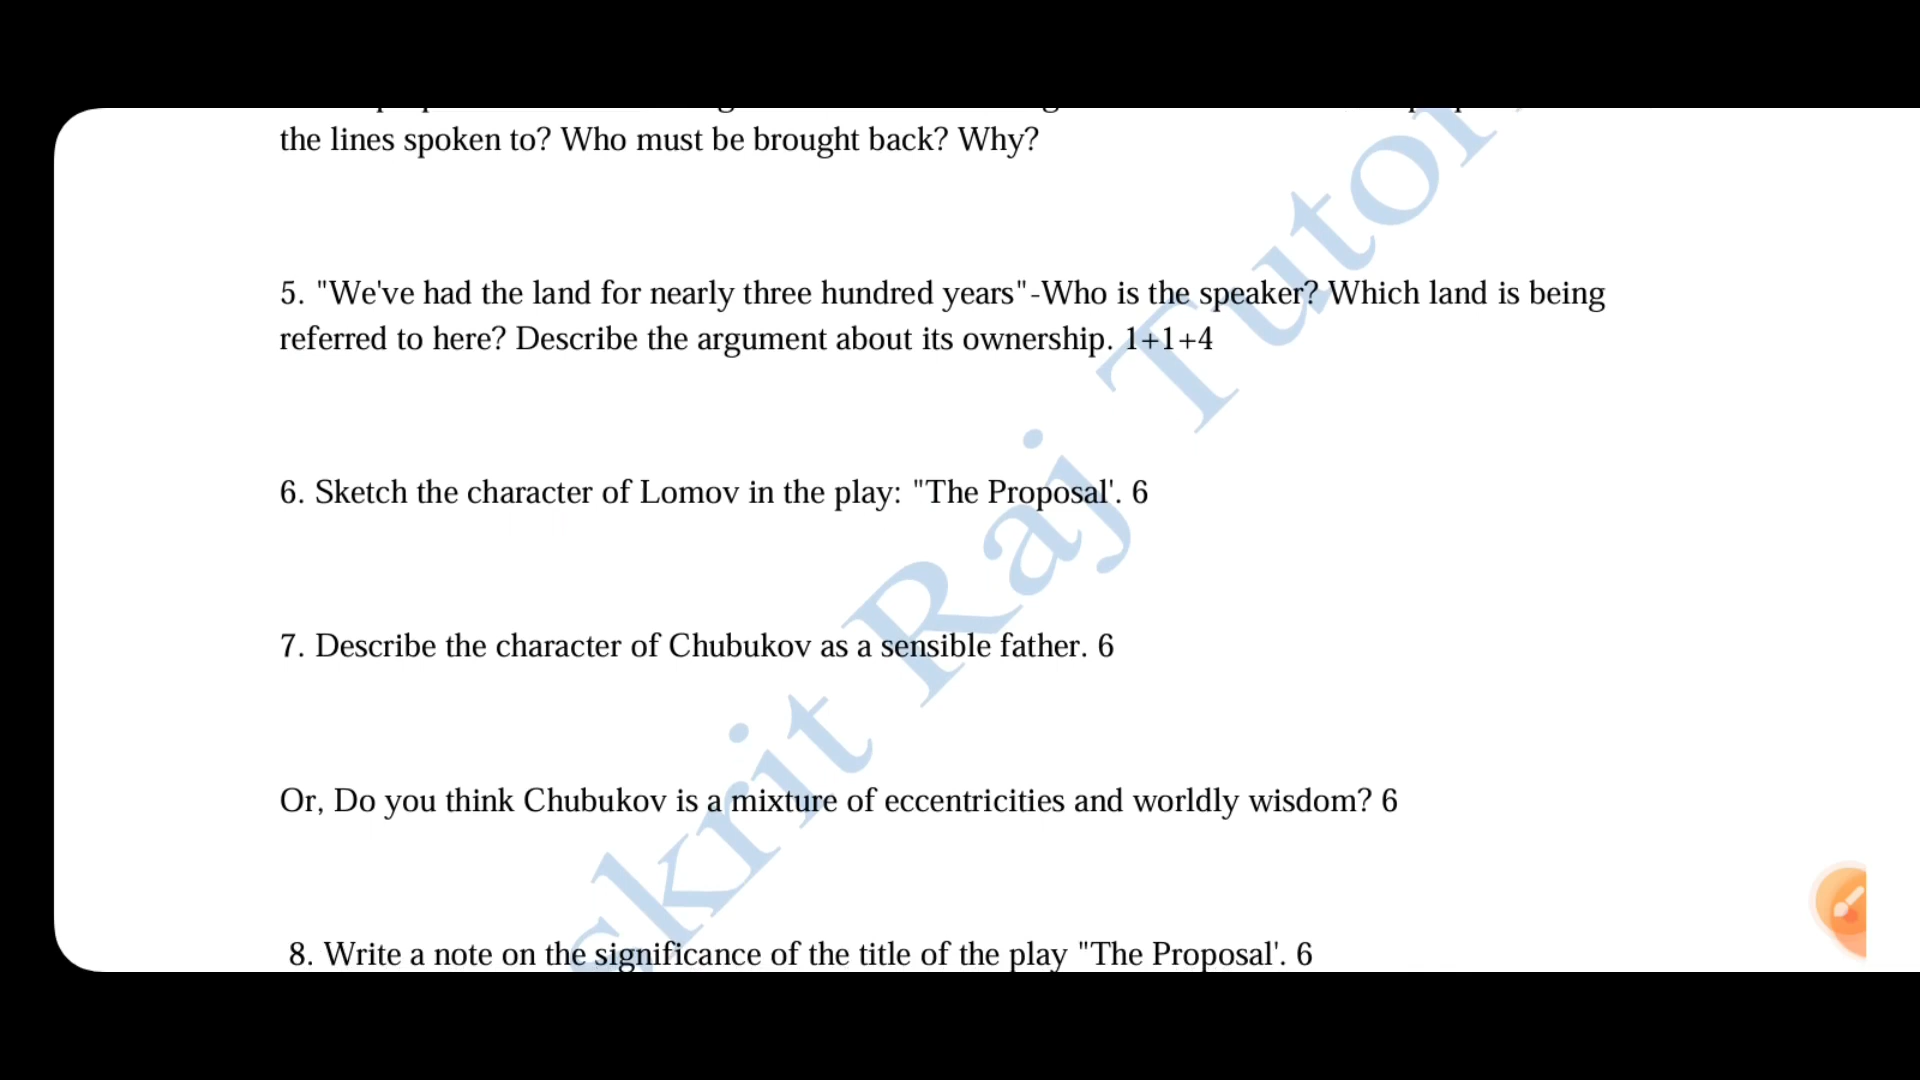 the lines spoken to? Who must be brought back? Why?
5. "We've had the land for nearly three hundred years"-Who is the speaker? Which land is being
referred to here? Describe the argument about its ownership. 1+1+4
6. Sketch the character of Lomov in the play: "The Proposal'. 6
7. Describe the character of Chubukov as a sensible father. 6
Or, Do you think Chubukov is a mixture of eccentricities and worldly wisdom? 6
8. Write a note on the significance of the title of the play "The Proposal'. 6
skrit Raj Tutor